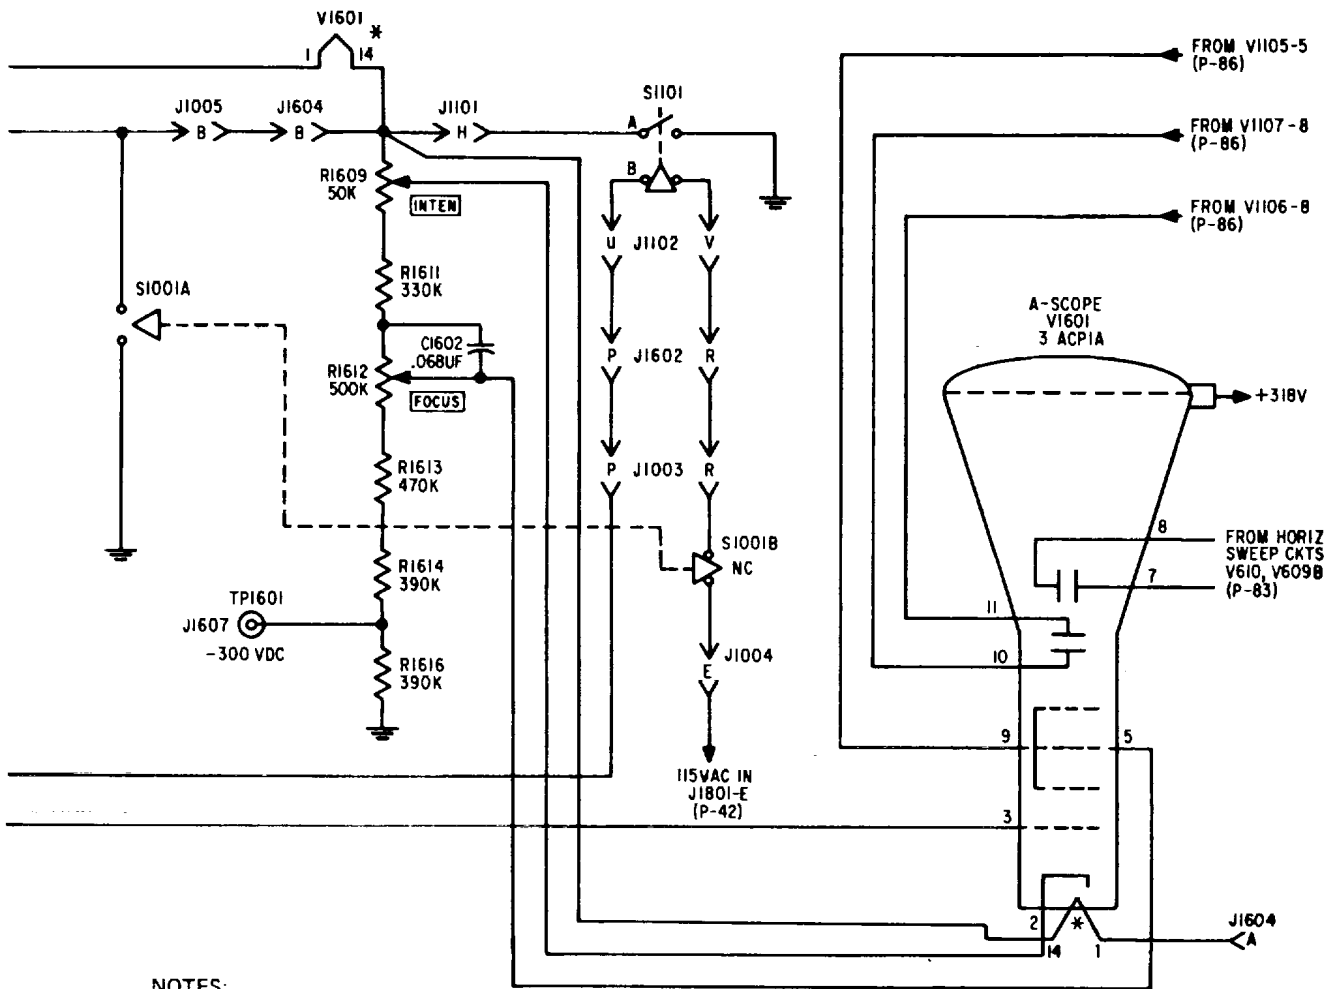 V1601
*
1
14
FROM V1105-5
(P-86)
J1005
B
J1604
B
J1101
H
S1101
A
B
FROM V1107-8
(P-86)
R1609
50K
INTEN
FROM V1106-8
(P-86)
U
J1102
V
R1611
330K
S1001A
A-SCOPE
V1601
3 ACP1A
C1602
.068UF
P
J1602
R
R1612
500K
FOCUS
+318V
R1613
470K
P
J1003
R
8
FROM HORIZ
SWEEP CKTS
V610, V609B
(P-83)
7
S1001B
NC
R1614
390K
TP1601
J1607
-300 VDC
11
10
J1004
E
R1616
390K
9
5
115VAC IN
J1801-E
(P-42)
3
2
*
14
1
J1604
A
NOTES: